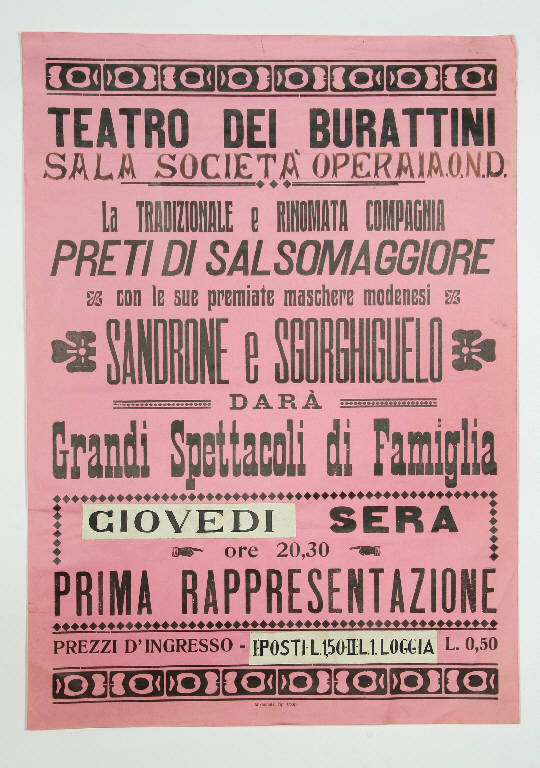 TEATRO DEI BURATTINI
SALA SOCIETÀ OPERAIA O.N.D.
La TRADIZIONALE e RINOMATA COMPAGNIA
PRETI DI SALSOMAGGIORE
con le sue premiate maschere modenesi
SANDRONE e SGORGHIGUELO
DARÀ
Grandi Spettacoli di Famiglia
GIOVEDI SERA
ore 20,30
PRIMA RAPPRESENTAZIONE
PREZZI D'INGRESSO - I POSTI L. 1,50 - II L. 1. LOGGIA L. 0,50